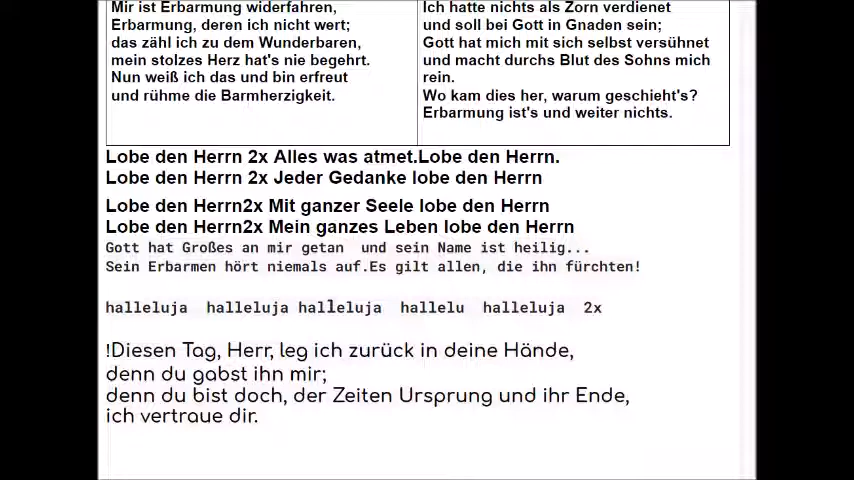 Mir ist Erbarmung widerfahren,
Erbarmung, deren ich nicht wert;
das zähl ich zu dem Wunderbaren,
mein stolzes Herz hat's nie begehrt.
Nun weiß ich das und bin erfreut
und rühme die Barmherzigkeit.
Ich hatte nichts als Zorn verdienet
und soll bei Gott in Gnaden sein;
Gott hat mich mit sich selbst versühnet
und macht durchs Blut des Sohns mich
rein.
Wo kam dies her, warum geschieht's?
Erbarmung ist's und weiter nichts.
Lobe den Herrn 2x Alles was atmet.Lobe den Herrn.
Lobe den Herrn 2x Jeder Gedanke lobe den Herrn
Lobe den Herrn2x Mit ganzer Seele lobe den Herrn
Lobe den Herrn2x Mein ganzes Leben lobe den Herrn
Gott hat Großes an mir getan  und sein Name ist heilig...
Sein Erbarmen hört niemals auf.Es gilt allen, die ihn fürchten!
halleluja  halleluja halleluja  hallelu  halleluja  2x
!Diesen Tag, Herr, leg ich zurück in deine Hände,
denn du gabst ihn mir;
denn du bist doch, der Zeiten Ursprung und ihr Ende,
ich vertraue dir.